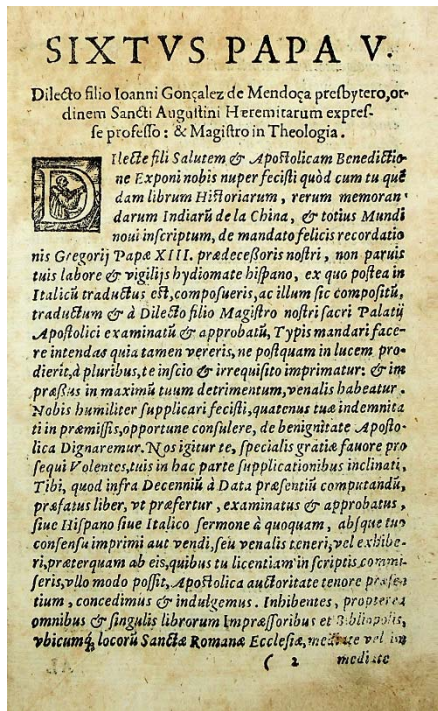 SIXTVS PAPA V.
Dilecto filio Ioanni Gonçalez de Mendoça presbytero, or-
dinem Sancti Augustini Hæremitarum expres-
se professo: & Magistro in Theologia.
DIlecte fili Salutem & Apostolicam Benedictio
ne Exponi nobis nuper fecisti quòd cum tu quē
dam librum Historiarum, rerum memoran
darum Indiarū de la China, & totius Mundi
noui inscriptum, de mandato felicis recordatio
nis Gregorij Papæ XIII. prædecessoris nostri, non paruis
tuis labore & vigilijs hydiomate hispano, ex quo postea in
Italicū traductus est, composueris, ac illum sic compositū,
traductum & à Dilecto filio Magistro nostri sacri Palatij
Apostolici examinatū & approbatū, Typis mandari face-
re intendas quia tamen vereris, ne postquam in lucem pro-
dierit, à pluribus, te inscio & irrequisito imprimatur: & im
præssus in maximū tuum detrimentum, venalis habeatur.
Nobis humiliter supplicari fecisti, quatenus tuæ indemnita
ti in præmissis, opportune consulere, de benignitate Aposto-
lica Dignaremur. Nos igitur te, specialis gratiæ fauore pro
sequi Volentes, tuis in hac parte supplicationibus inclinati,
Tibi, quod infra Decenniū à Data præsentiū computandū,
præfatus liber, vt præfertur, examinatus & approbatus,
siue Hispano siue Italico sermone à quoquam, absque tuo
consensu imprimi aut vendi, seu venalis teneri, vel exhibe-
ri, præterquam ab eis, quibus tu licentiam in scriptis commi-
seris, vllo modo possit, Apostolica auctoritate tenore præsen
tium, concedimus & indulgemus. Inhibentes, propterea
omnibus & singulis librorum Impræssoribus et Bibliopolis,
vbicumq́, locorū Sanctæ Romanæ Ecclesiæ, mediate vel im
( 2 mediate